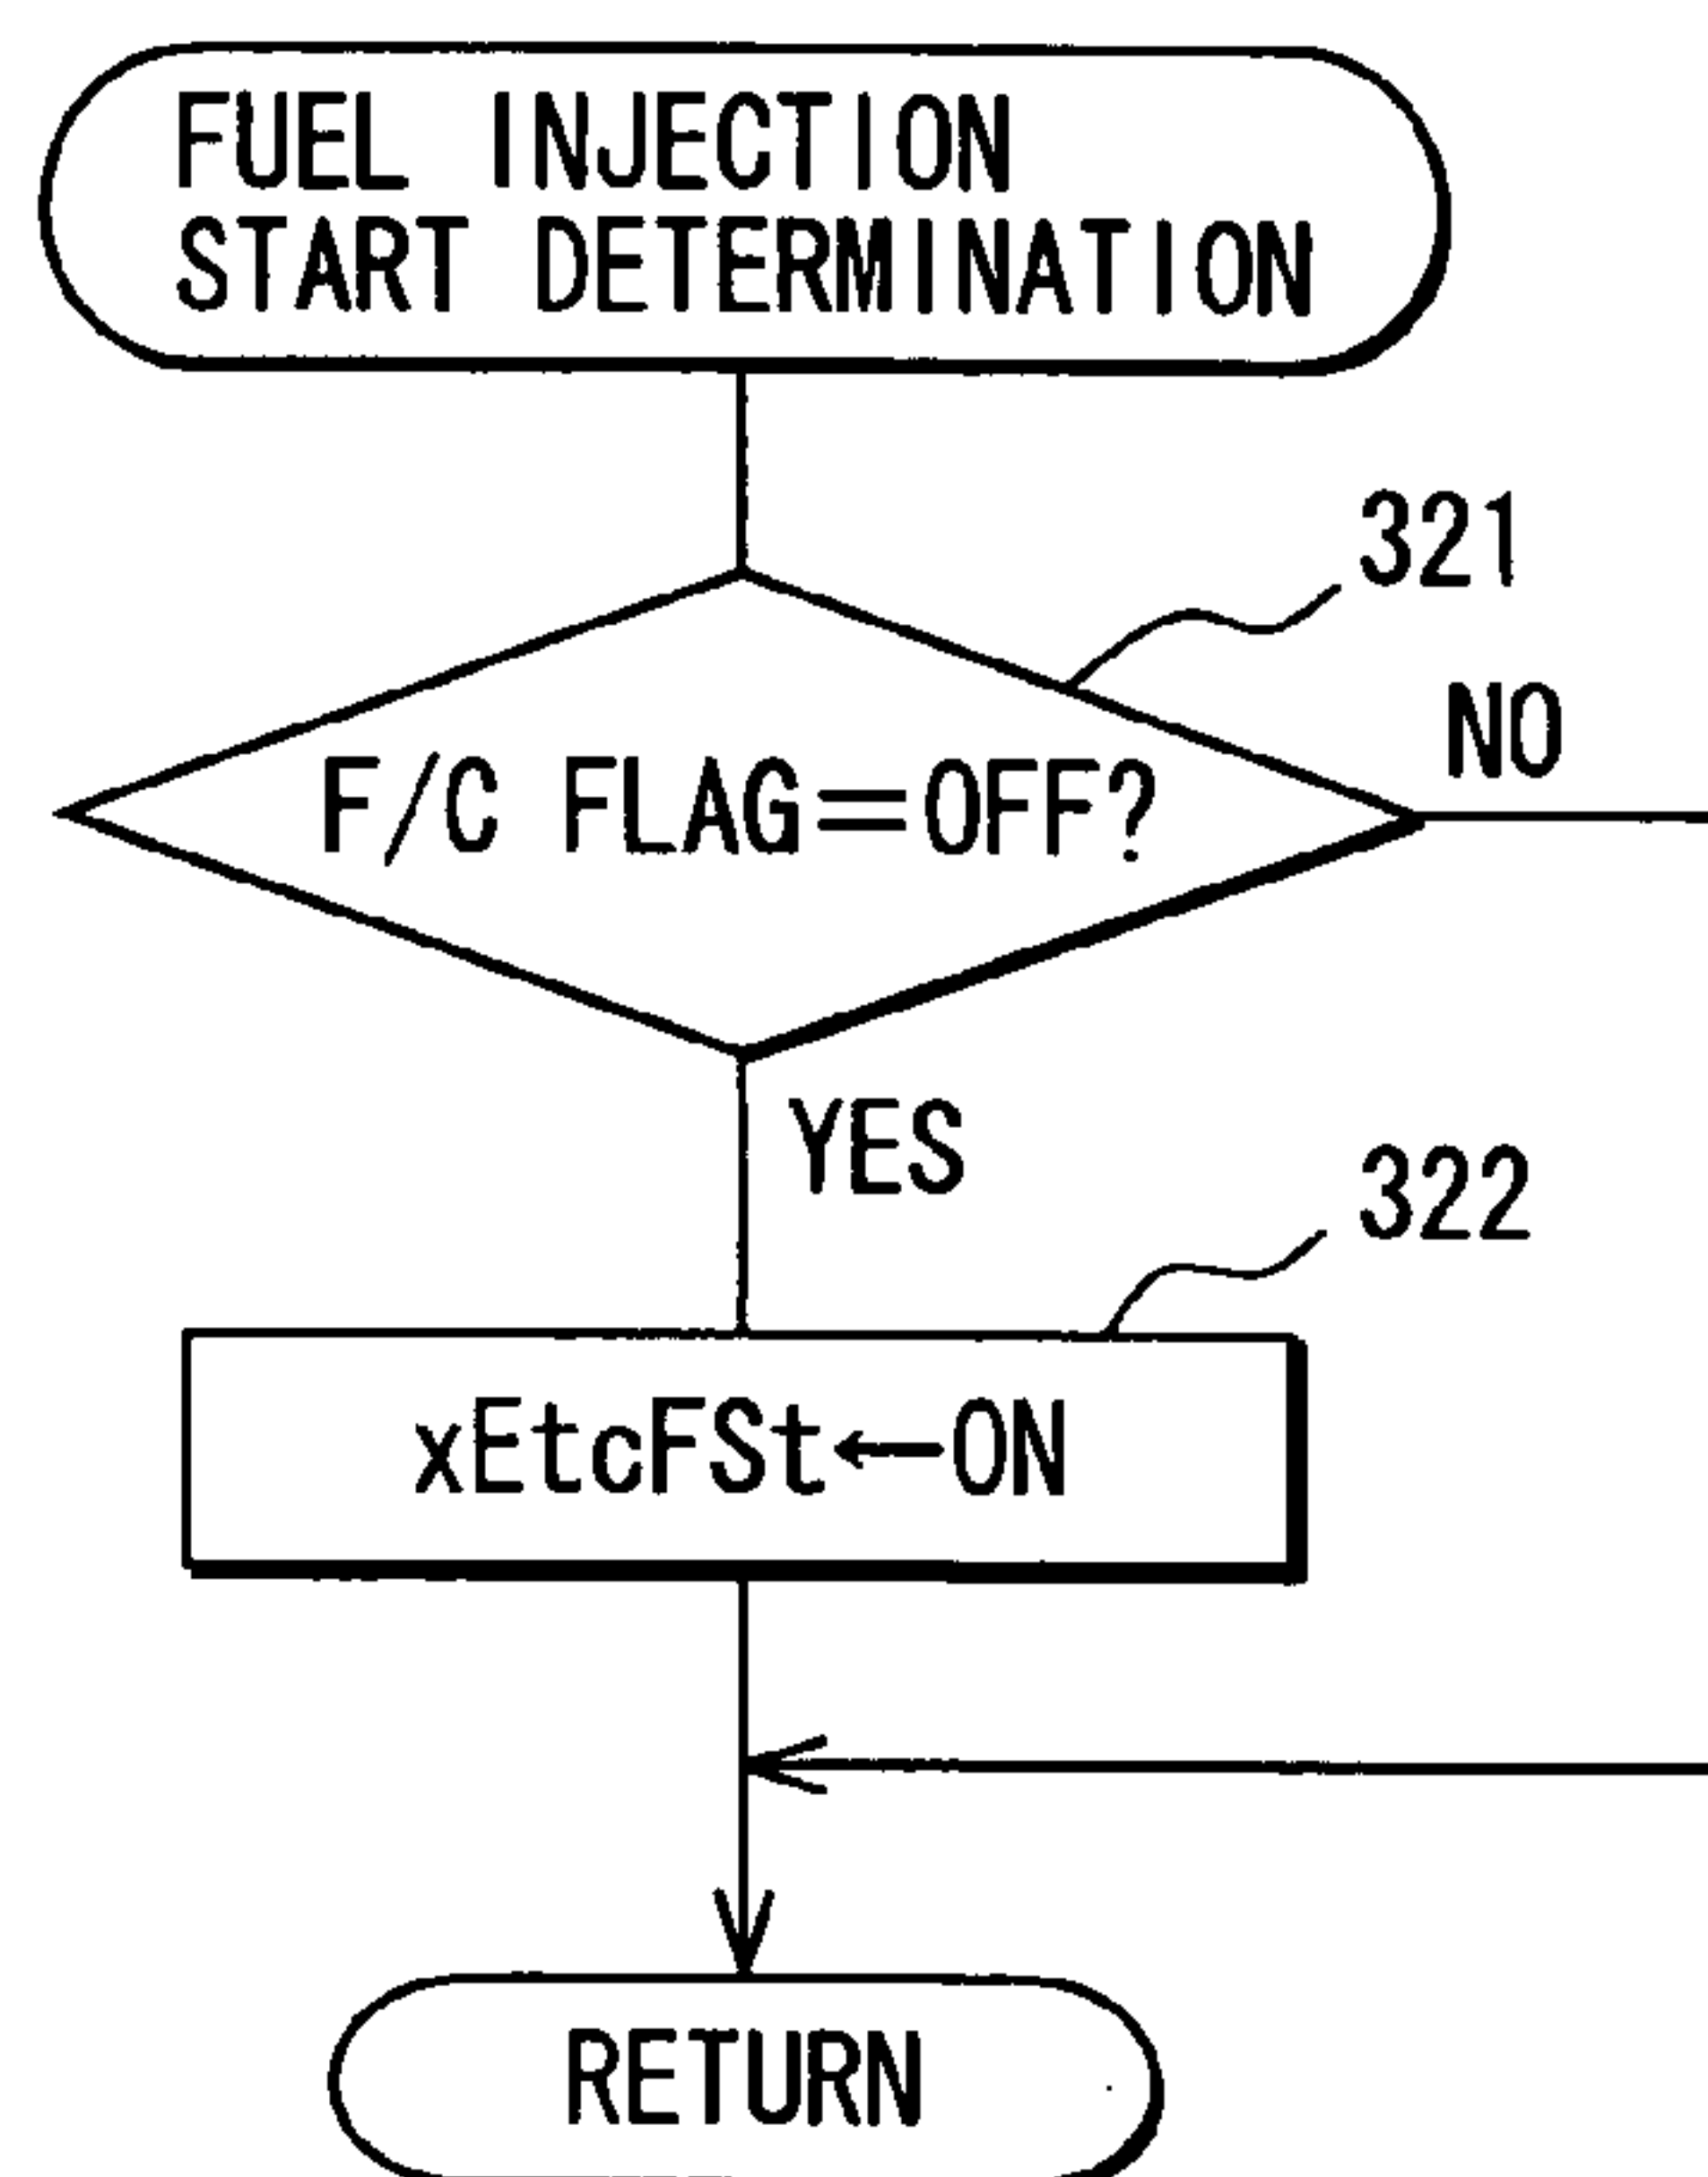 FUEL INJECTION
START DETERMINATION
321
NO
F/C FLAG=OFF?
YES
322
xEtcFSt←ON
RETURN